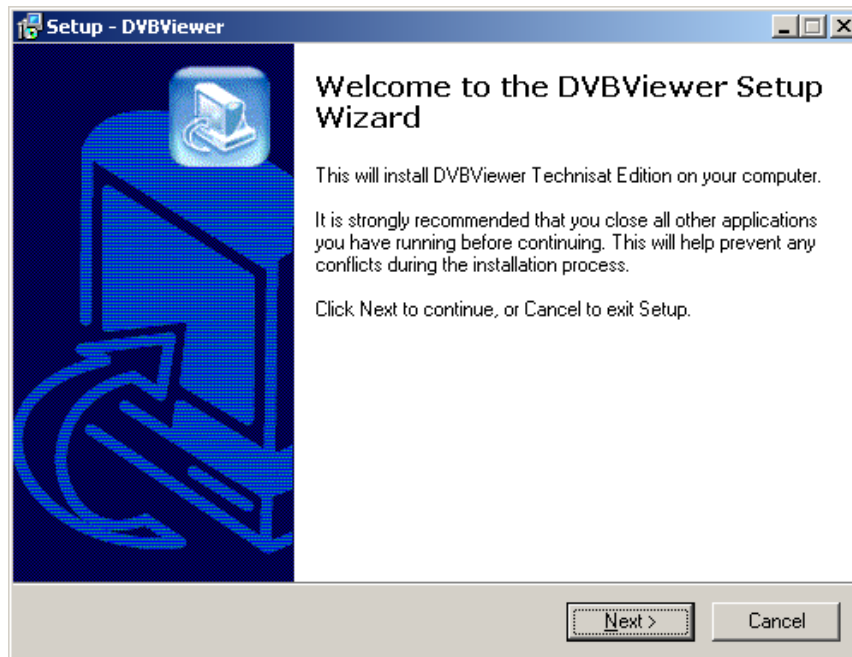 Setup - DVBViewer
Welcome to the DVBViewer Setup
Wizard
This will install DVBViewer Technisat Edition on your computer.
It is strongly recommended that you close all other applications
you have running before continuing. This will help prevent any
conflicts during the installation process.
Click Next to continue, or Cancel to exit Setup.
Next >
Cancel